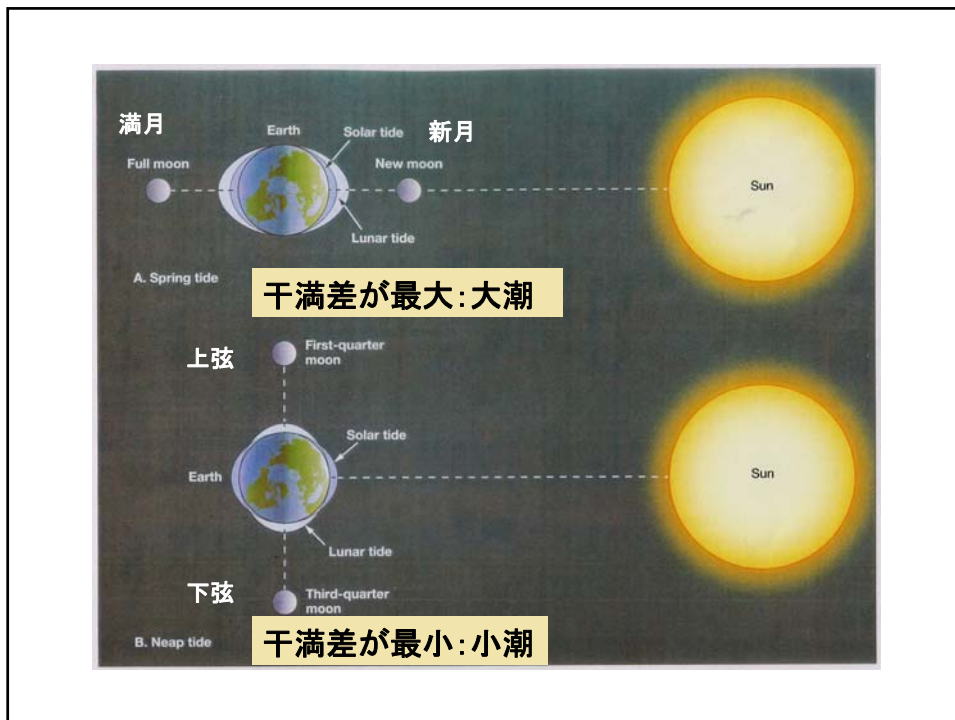 満月
Earth
Solar tide
新月
Full moon
New moon
Sun
Lunar tide
A. Spring tide
干満差が最大:大潮
上弦
First-quarter
moon
Solar tide
Earth
Sun
Lunar tide
下弦
Third-quarter
moon
B. Neap tide
干満差が最小:小潮